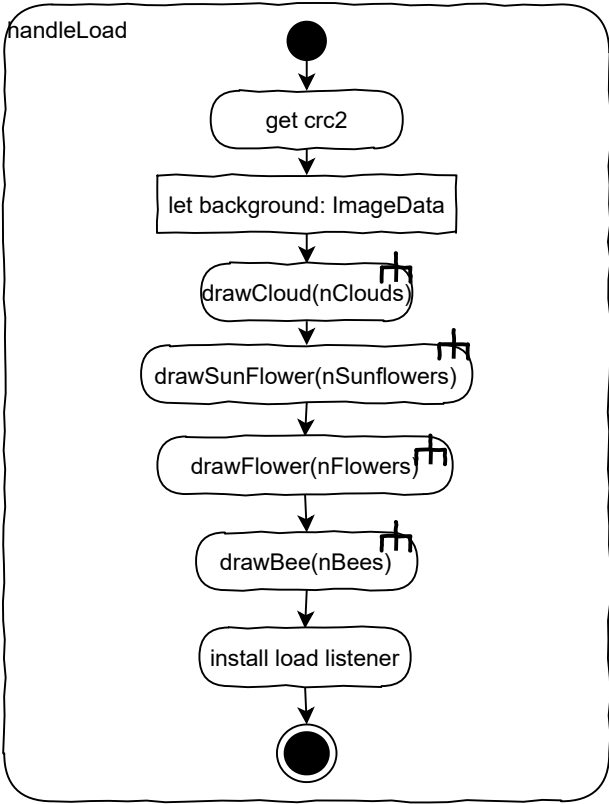 handleLoad
get crc2
let background: ImageData
drawCloud(nClouds)
drawSunFlower(nSunflowers)
drawFlower(nFlowers)
drawBee(nBees)
install load listener